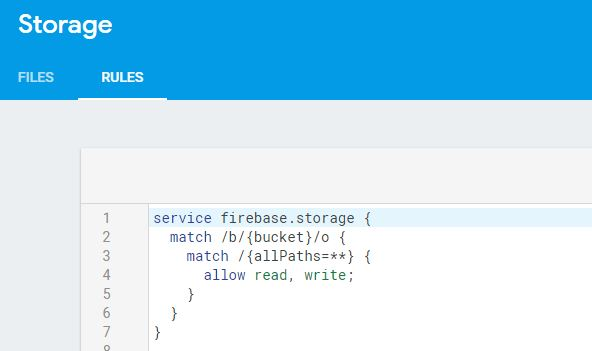 Storage
FILES RULES
1 service firebase.storage {
2   match /b/{bucket}/o {
3     match /{allPaths=**} {
4       allow read, write;
5     }
6   }
7 }
8